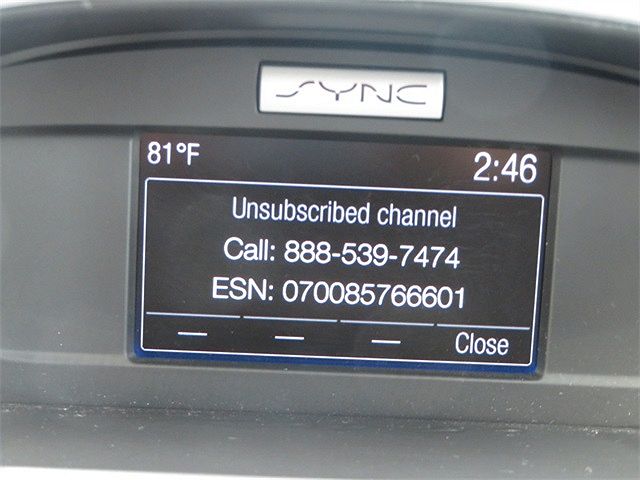 SYNC
81°F 2:46
Unsubscribed channel
Call: 888-539-7474
ESN: 070085766601
— — — Close